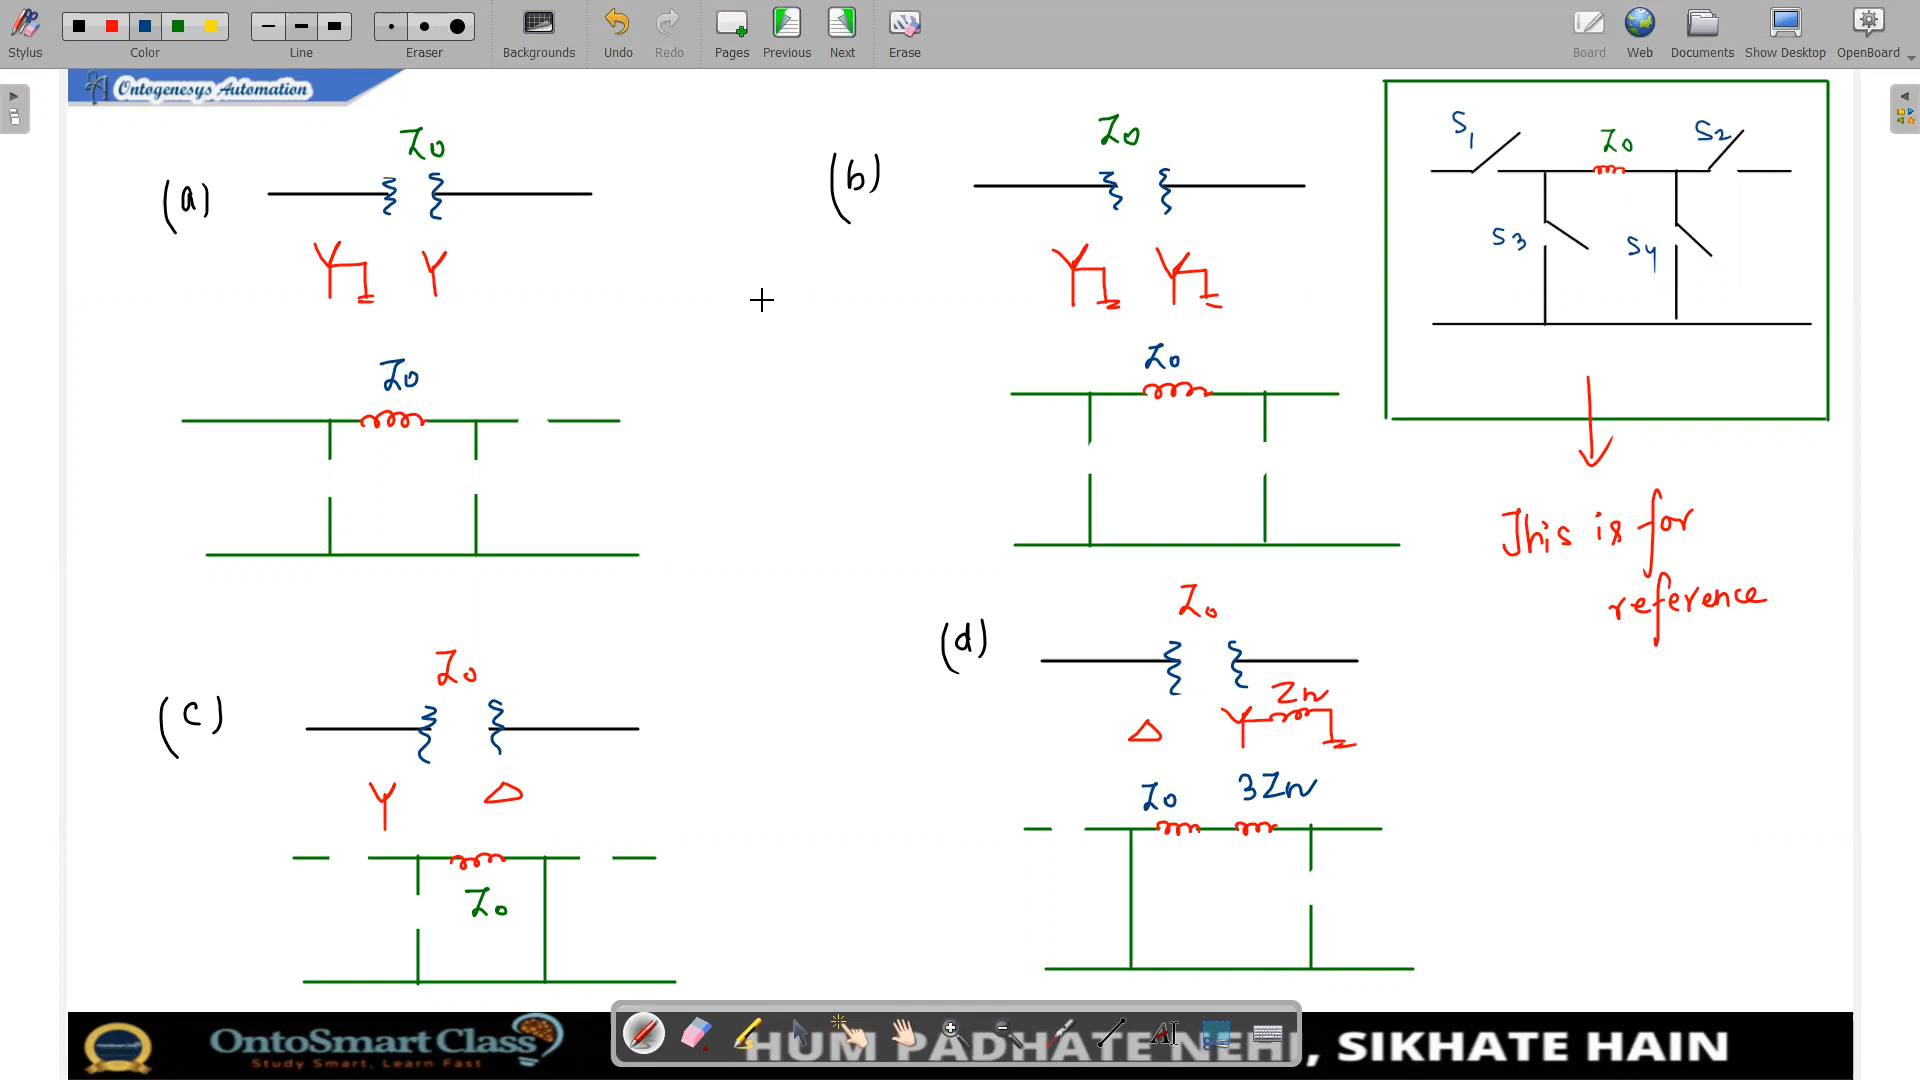 Stylus
Color
Line
Eraser
Backgrounds
Undo
Redo
Pages
Previous
Next
Erase
Board
Web
Documents
Show Desktop
OpenBoard
Ontogenesys Automation
(a)
Z0
Z0
(b)
Z0
Z0
S1
Z0
S2
S3
S4
This is for
reference
(c)
Z0
Z0
(d)
Z0
Zn
Z0
3Zn
OntoSmart Class
Study Smart, Learn Fast
HUM PADHATE NEHI, SIKHATE HAIN